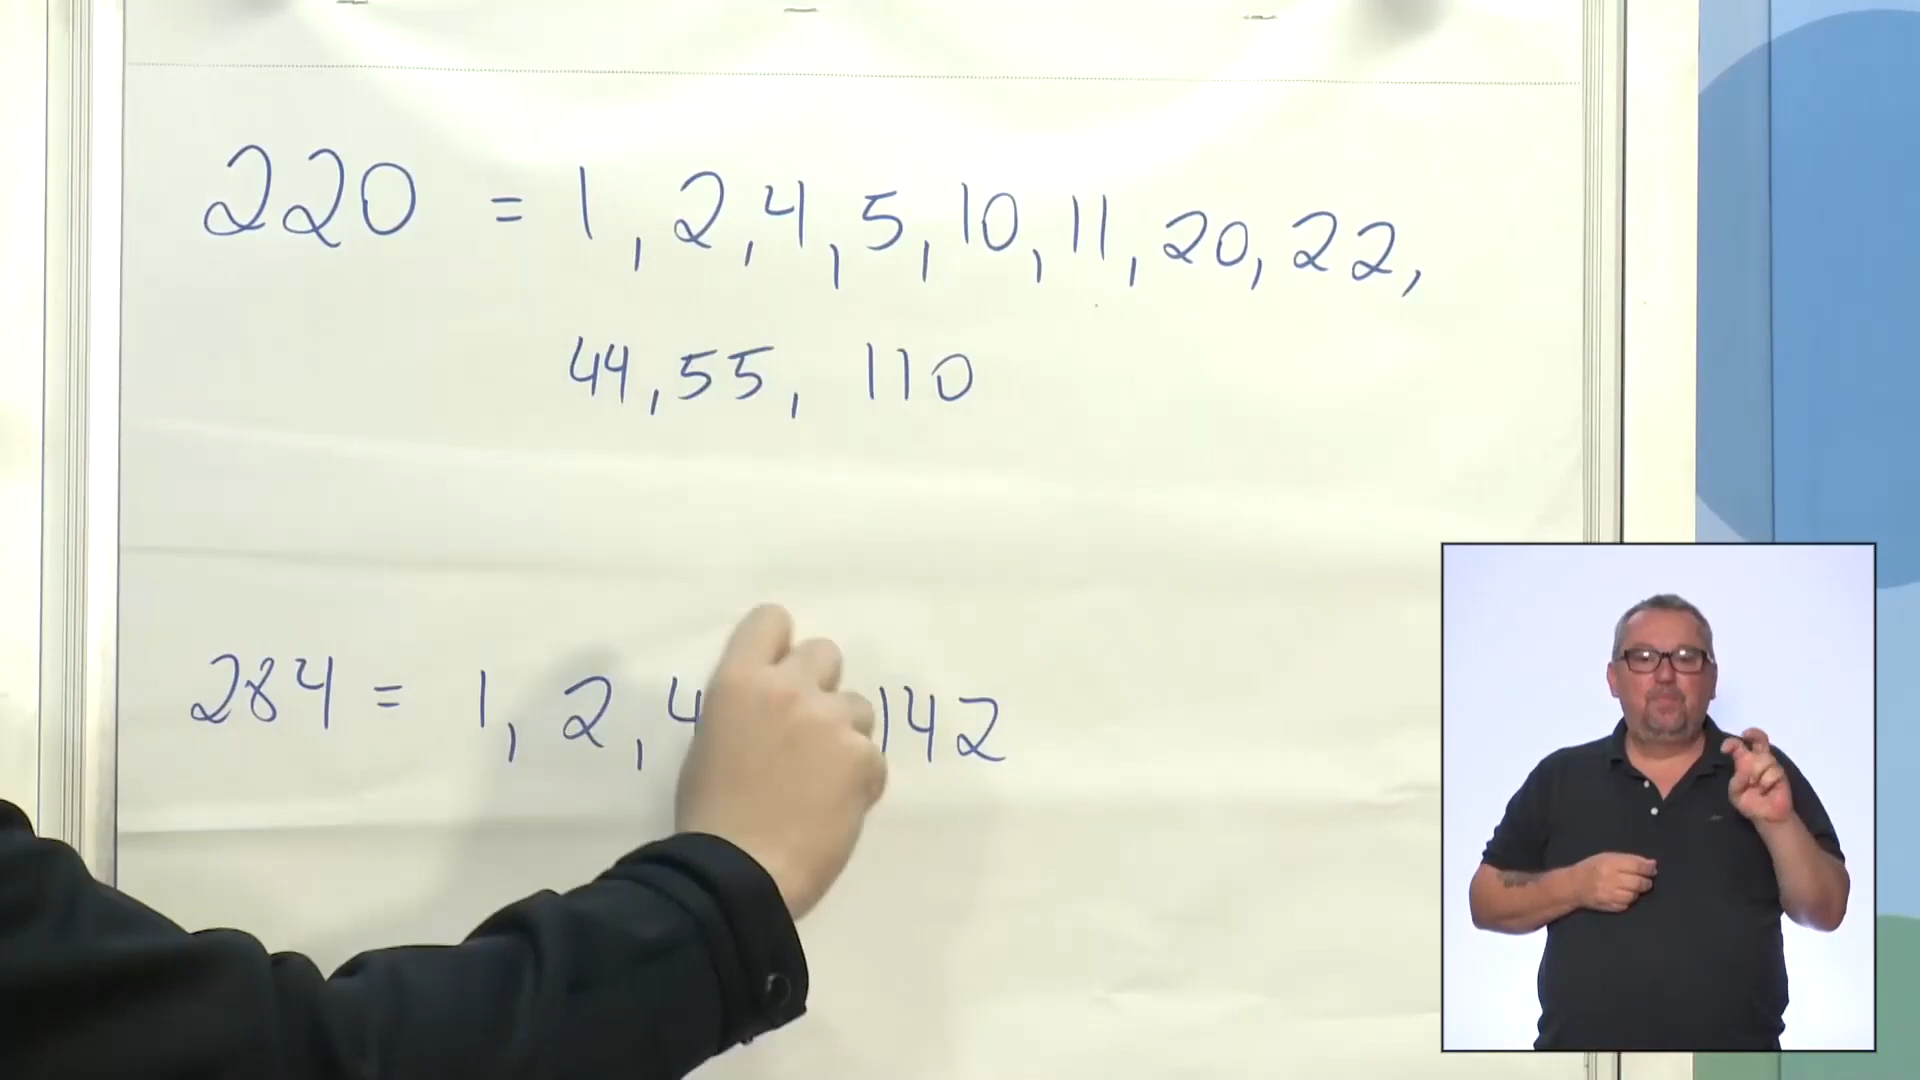 220 = 1, 2, 4, 5, 10, 11, 20, 22,
44, 55, 110
284 = 1, 2, 4 142